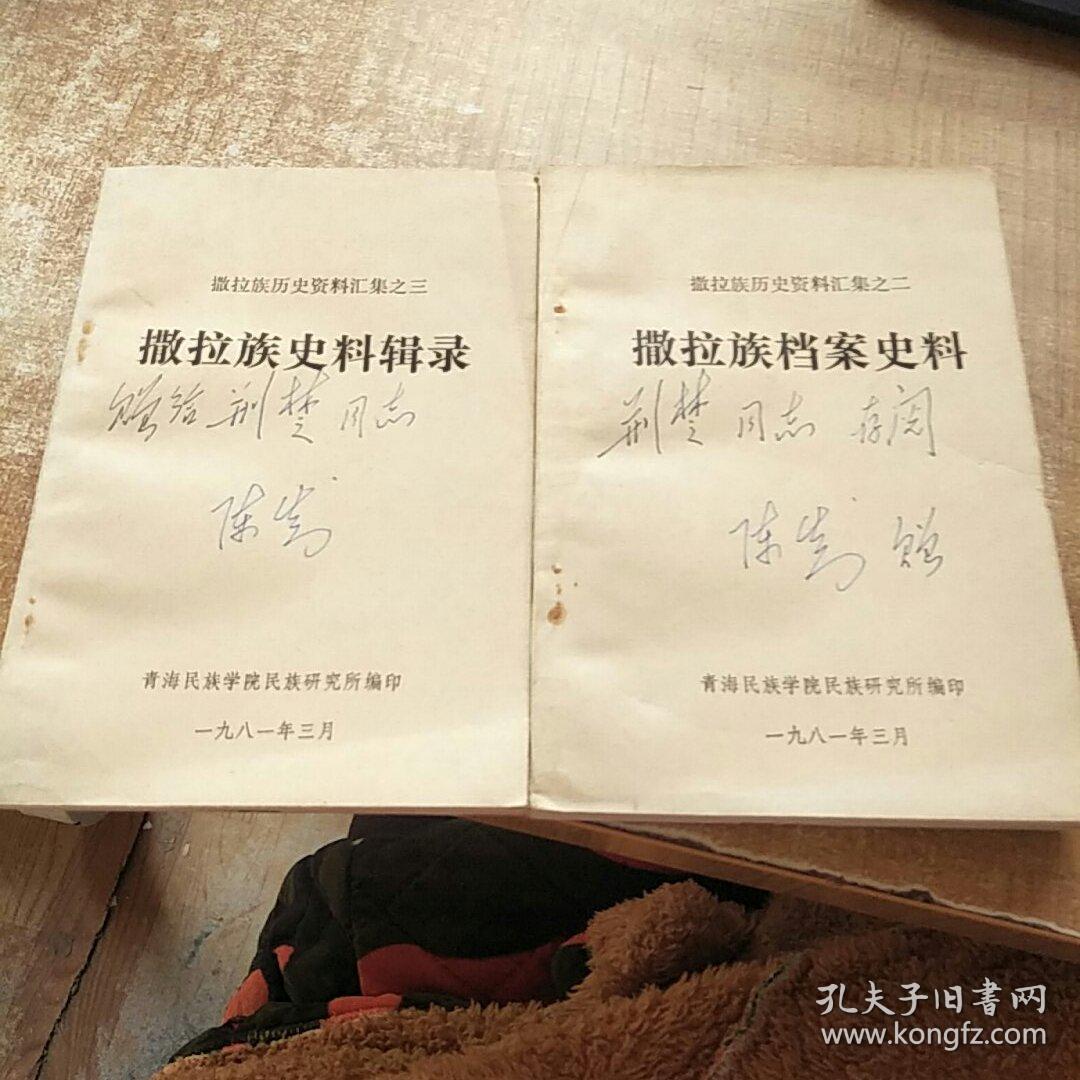 撒拉族历史资料汇集之三
撒拉族史料辑录
赠给荆楚同志
陈
青海民族学院民族研究所编印
一九八一年三月
撒拉族历史资料汇集之二
撒拉族档案史料
荆楚同志存阅
陈 赠
青海民族学院民族研究所编印
一九八一年三月
孔夫子旧書网
www.kongfz.com